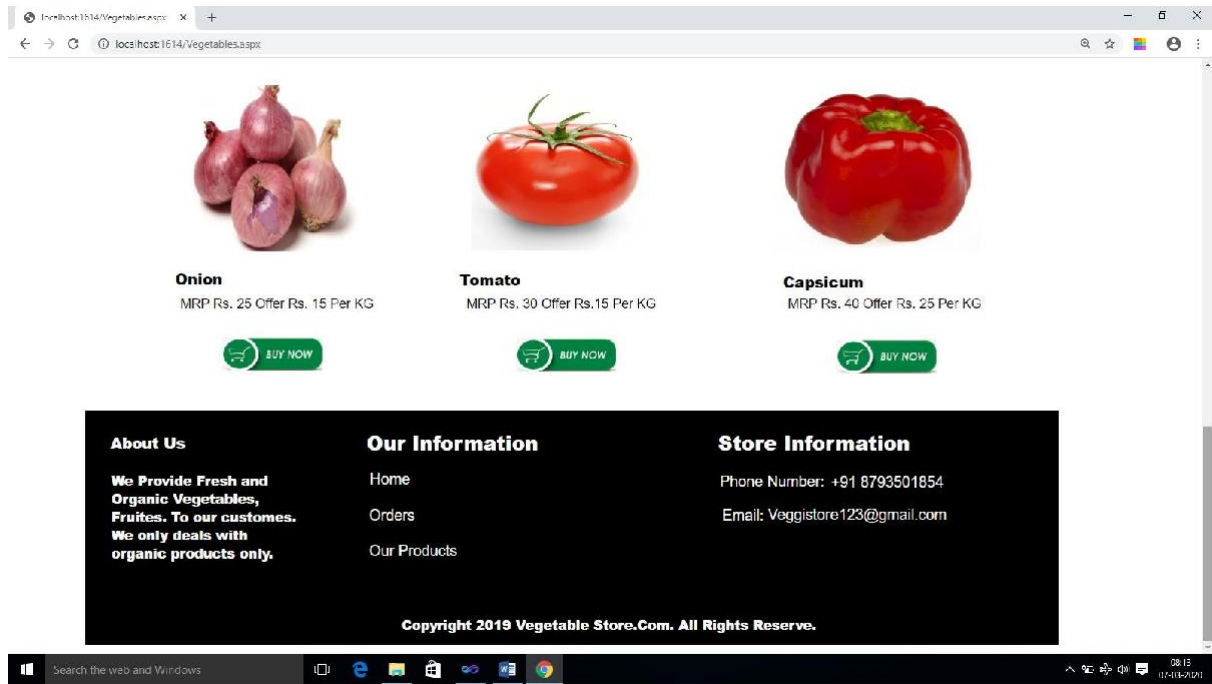 localhost:1614/Vegetables.aspx
localhost:1614/Vegetables.aspx
Onion
MRP Rs. 25 Offer Rs. 15 Per KG
BUY NOW
Tomato
MRP Rs. 30 Offer Rs.15 Per KG
BUY NOW
Capsicum
MRP Rs. 40 Offer Rs. 25 Per KG
BUY NOW
About Us
We Provide Fresh and
Organic Vegetables,
Fruites. To our customes.
We only deals with
organic products only.
Our Information
Home
Orders
Our Products
Store Information
Phone Number: +91 8793501854
Email: Veggistore123@gmail.com
Copyright 2019 Vegetable Store.Com. All Rights Reserve.
Search the web and Windows
08:13
07-03-2020